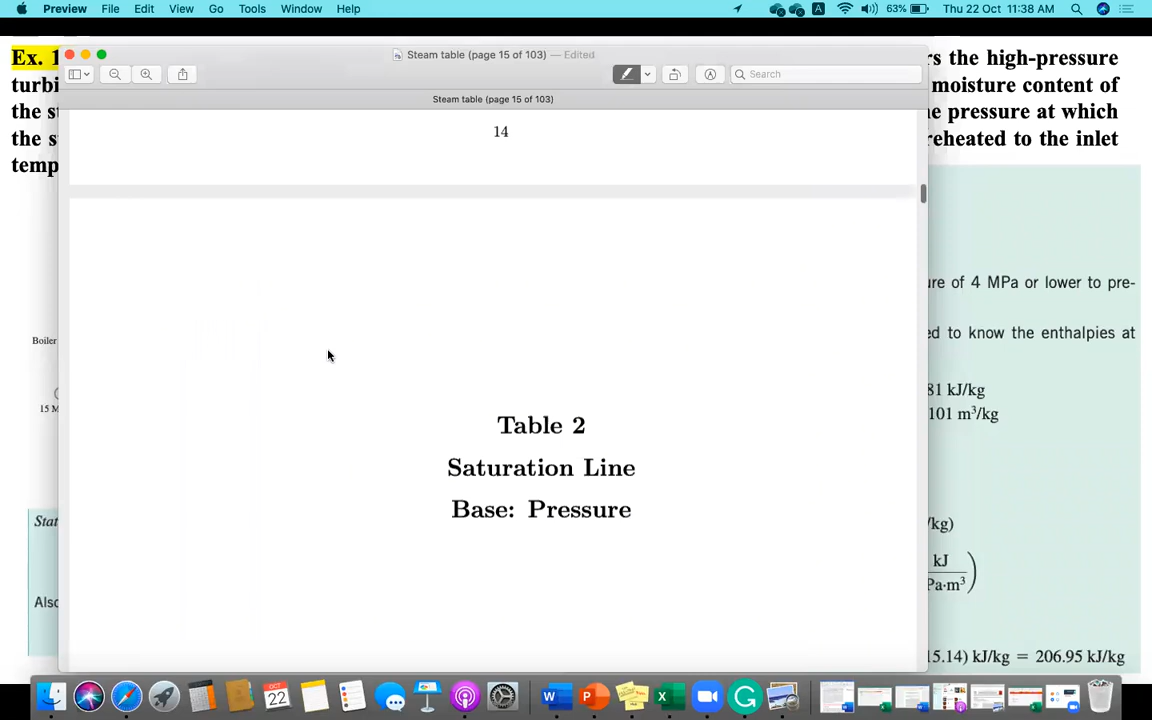 Preview File Edit View Go Tools Window Help 63% Thu 22 Oct 11:38 AM
Steam table (page 15 of 103) — Edited
Search
Steam table (page 15 of 103)
14
Table 2
Saturation Line
Base: Pressure
Ex. 1
turbi
the s
temp
s the high-pressure
moisture content of
e pressure at which
reheated to the inlet
Boiler
15 M
Stat
Also
ure of 4 MPa or lower to pre-
ed to know the enthalpies at
81 kJ/kg
101 m³/kg
/kg)
kJ
Pa·m³
15.14) kJ/kg = 206.95 kJ/kg
OCT
22